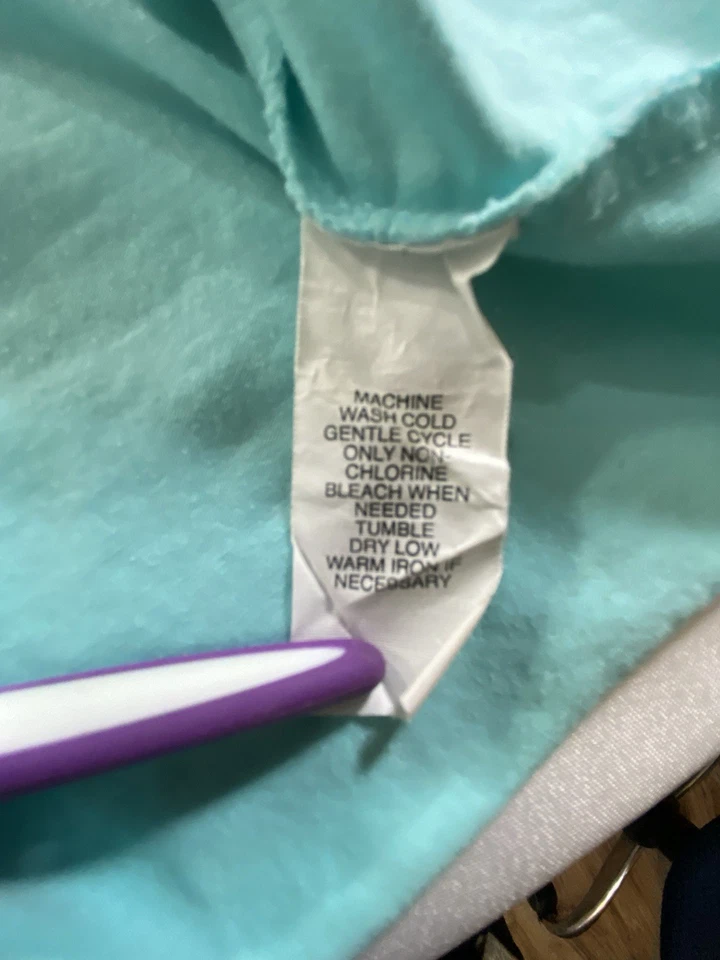 MACHINE
WASH COLD
GENTLE CYCLE
ONLY NON-
CHLORINE
BLEACH WHEN
NEEDED
TUMBLE
DRY LOW
WARM IRON IF
NECESSARY